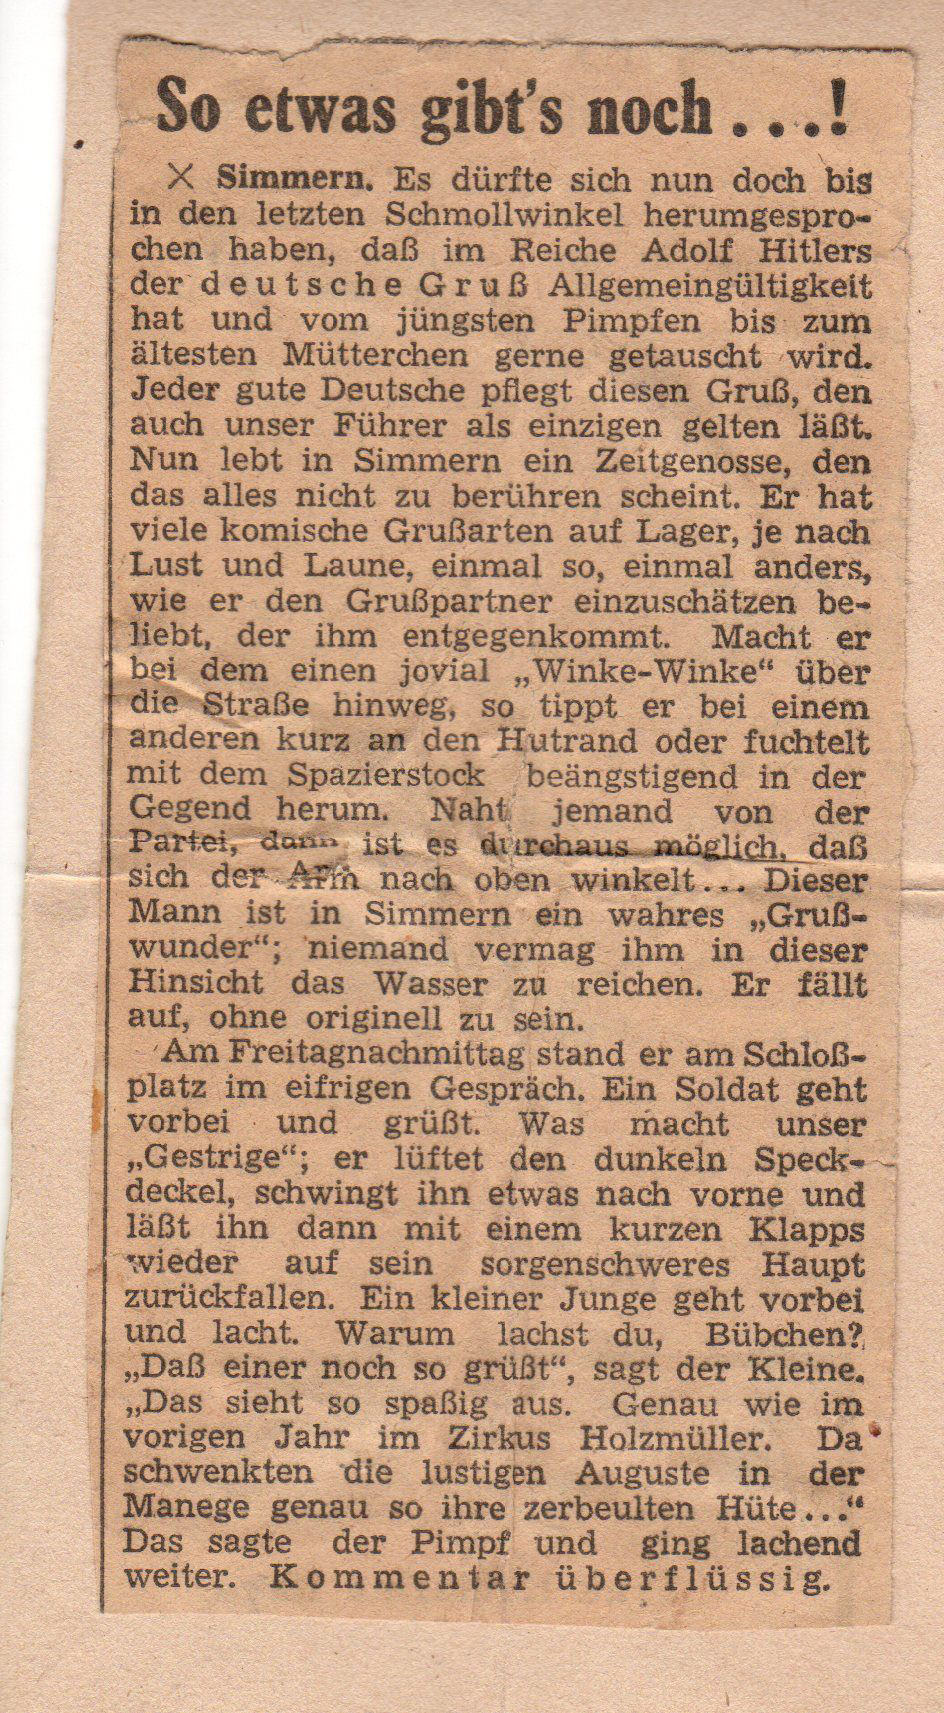 So etwas gibt's noch ...!
× Simmern. Es dürfte sich nun doch bis
in den letzten Schmollwinkel herumgespro-
chen haben, daß im Reiche Adolf Hitlers
der deutsche Gruß Allgemeingültigkeit
hat und vom jüngsten Pimpfen bis zum
ältesten Mütterchen gerne getauscht wird.
Jeder gute Deutsche pflegt diesen Gruß, den
auch unser Führer als einzigen gelten läßt.
Nun lebt in Simmern ein Zeitgenosse, den
das alles nicht zu berühren scheint. Er hat
viele komische Grußarten auf Lager, je nach
Lust und Laune, einmal so, einmal anders,
wie er den Grußpartner einzuschätzen be-
liebt, der ihm entgegenkommt. Macht er
bei dem einen jovial „Winke-Winke“ über
die Straße hinweg, so tippt er bei einem
anderen kurz an den Hutrand oder fuchtelt
mit dem Spazierstock beängstigend in der
Gegend herum. Naht jemand von der
Partei, dann ist es durchaus möglich, daß
sich der Arm nach oben winkelt... Dieser
Mann ist in Simmern ein wahres „Gruß-
wunder“; niemand vermag ihm in dieser
Hinsicht das Wasser zu reichen. Er fällt
auf, ohne originell zu sein.
Am Freitagnachmittag stand er am Schloß-
platz im eifrigen Gespräch. Ein Soldat geht
vorbei und grüßt. Was macht unser
„Gestrige“; er lüftet den dunkeln Speck-
deckel, schwingt ihn etwas nach vorne und
läßt ihn dann mit einem kurzen Klapps
wieder auf sein sorgenschweres Haupt
zurückfallen. Ein kleiner Junge geht vorbei
und lacht. Warum lachst du, Bübchen?
„Daß einer noch so grüßt“, sagt der Kleine.
„Das sieht so spaßig aus. Genau wie im
vorigen Jahr im Zirkus Holzmüller. Da
schwenkten die lustigen Auguste in der
Manege genau so ihre zerbeulten Hüte...“
Das sagte der Pimpf und ging lachend
weiter. Kommentar überflüssig.